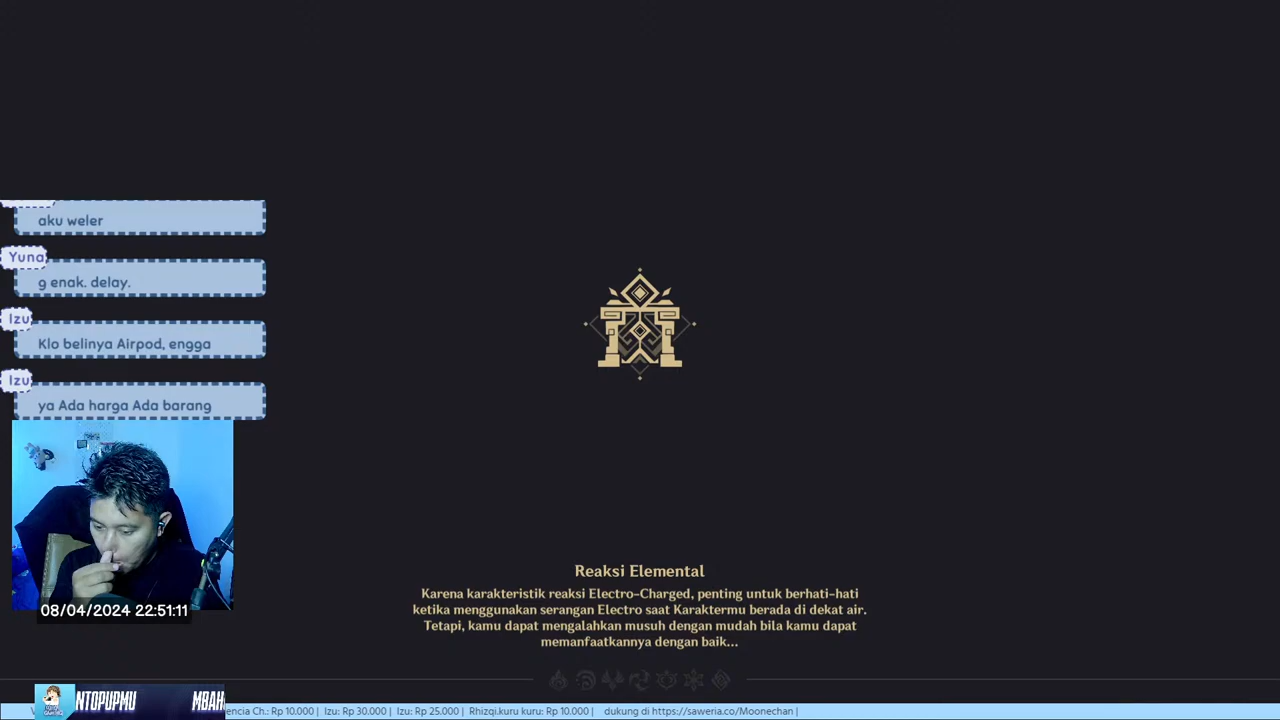 aku weler
Yuna
g enak. delay.
Izu
Klo belinya Airpod, engga
Izu
ya Ada harga Ada barang
08/04/2024 22:51:11
Reaksi Elemental
Karena karakteristik reaksi Electro-Charged, penting untuk berhati-hati
ketika menggunakan serangan Electro saat Karaktermu berada di dekat air.
Tetapi, kamu dapat mengalahkan musuh dengan mudah bila kamu dapat
memanfaatkannya dengan baik...
NTOPUPMU MBAH
encia Ch.: Rp 10.000 | Izu: Rp 30.000 | Izu: Rp 25.000 | Rhizqi.kuru kuru: Rp 10.000 | dukung di https://saweria.co/Moonechan |